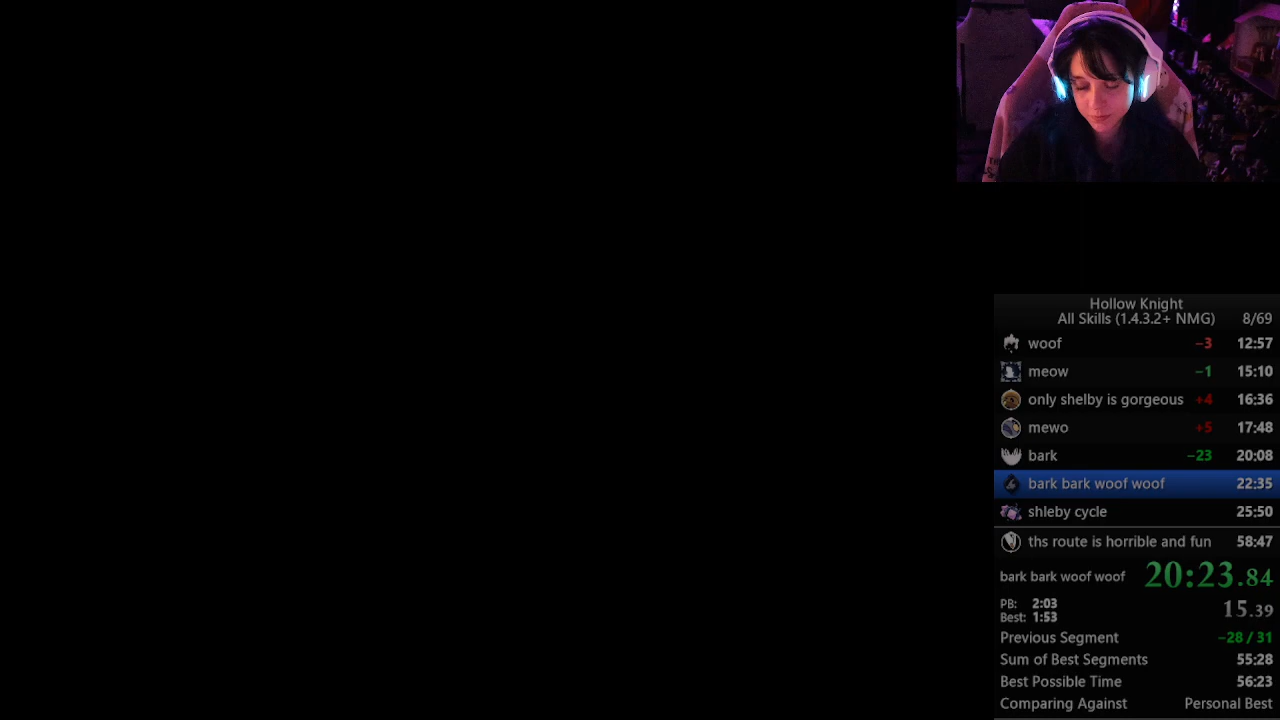 Hollow Knight
All Skills (1.4.3.2+ NMG) 8/69
woof −3 12:57
meow −1 15:10
only shelby is gorgeous +4 16:36
mewo +5 17:48
bark −23 20:08
bark bark woof woof 22:35
shleby cycle 25:50
ths route is horrible and fun 58:47
bark bark woof woof 20:23.84
PB: 2:03 15.39
Best: 1:53
Previous Segment −28 / 31
Sum of Best Segments 55:28
Best Possible Time 56:23
Comparing Against Personal Best